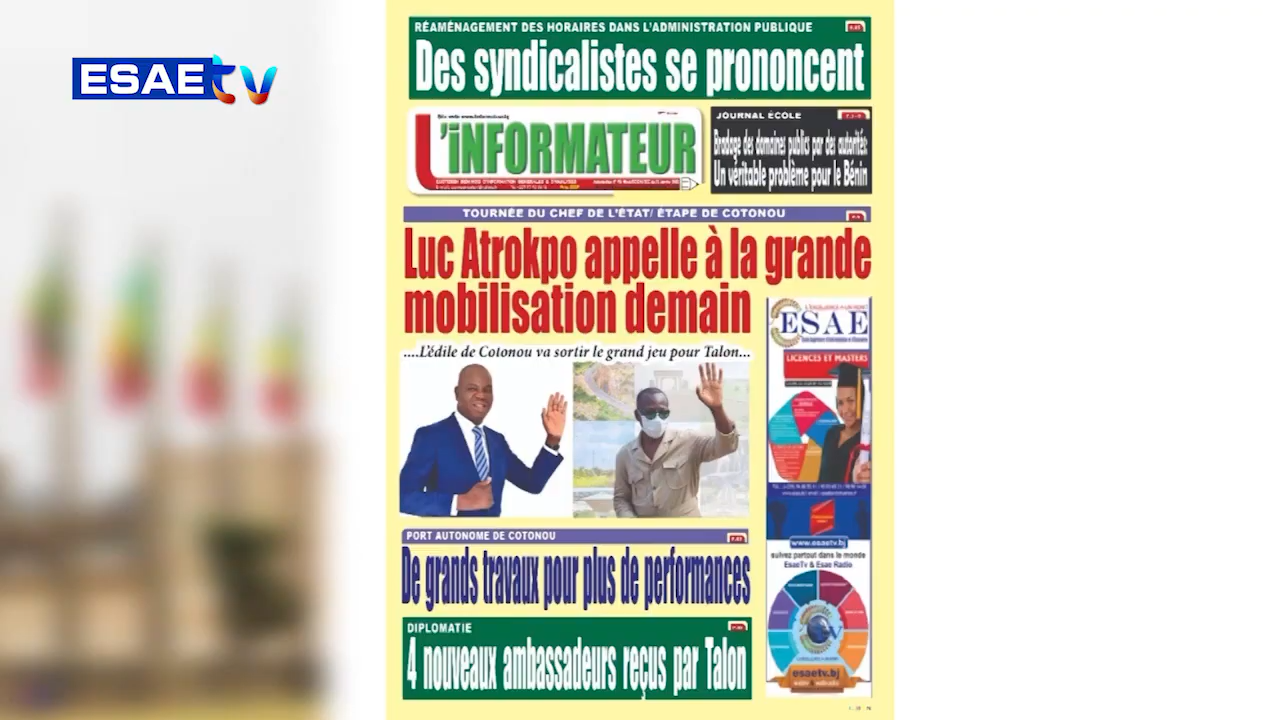 ESAE tv
RÉAMÉNAGEMENT DES HORAIRES DANS L'ADMINISTRATION PUBLIQUE
Des syndicalistes se prononcent
L'iNFORMATEUR
JOURNAL ÉCOLE
Bradage des domaines publics par des autorités
Un véritable problème pour le Bénin
TOURNÉE DU CHEF DE L'ÉTAT/ ÉTAPE DE COTONOU
Luc Atrokpo appelle à la grande
mobilisation demain
....L'édile de Cotonou va sortir le grand jeu pour Talon...
ESAE
LICENCES ET MASTERS
PORT AUTONOME DE COTONOU
De grands travaux pour plus de performances
DIPLOMATIE
4 nouveaux ambassadeurs reçus par Talon
www.esaetv.bj
suivez partout dans le monde
EsaeTv & Esae Radio
esaetv.bj